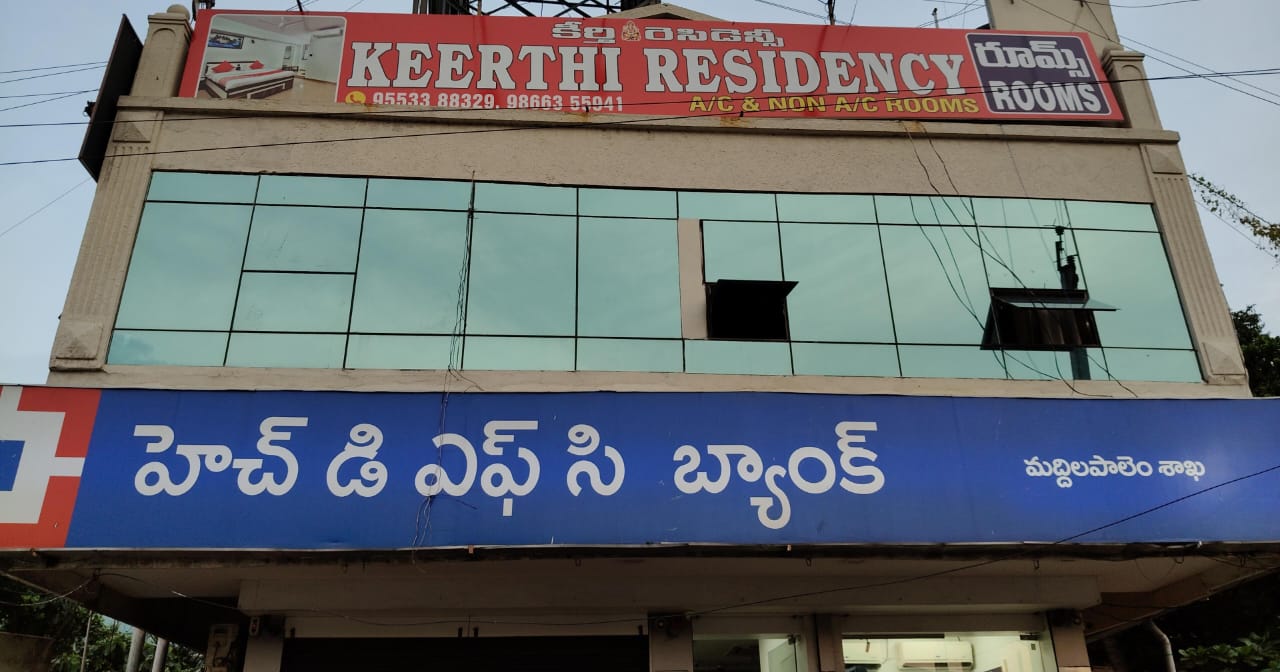 కీర్తి రెసిడెన్సీ
KEERTHI RESIDENCY
95533 88329, 98663 55941
A/C & NON A/C ROOMS
రూమ్స్
ROOMS
హెచ్ డి ఎఫ్ సి బ్యాంక్
మద్దిలపాలెం శాఖ